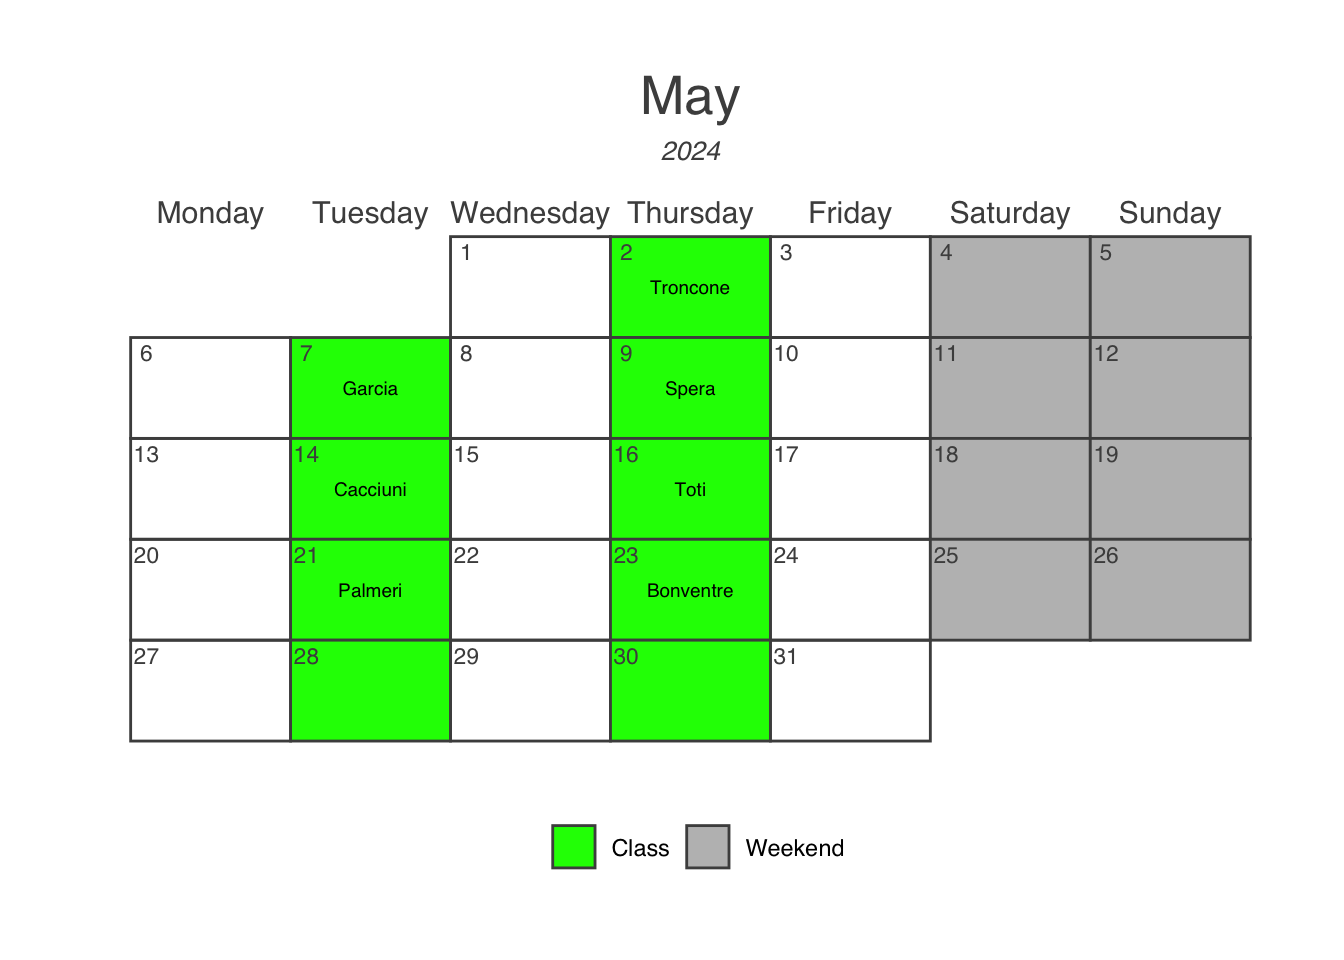 May
2024
Monday Tuesday Wednesday Thursday Friday Saturday Sunday
1 2 3 4 5
Troncone
6 7 8 9 10 11 12
Garcia Spera
13 14 15 16 17 18 19
Cacciuni Toti
20 21 22 23 24 25 26
Palmeri Bonventre
27 28 29 30 31
Class Weekend